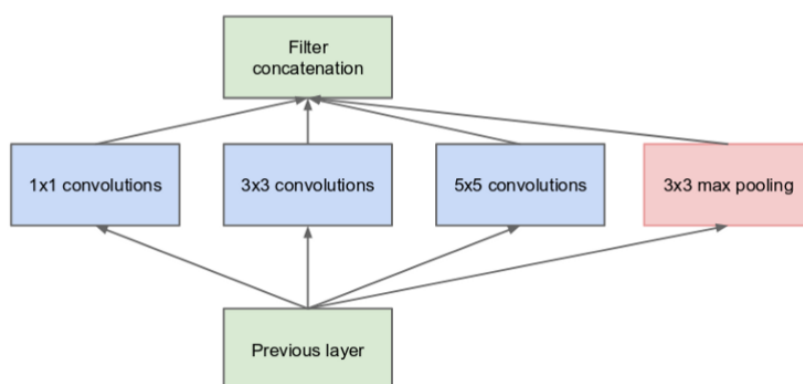 Filter
concatenation
1x1 convolutions
3x3 convolutions
5x5 convolutions
3x3 max pooling
Previous layer